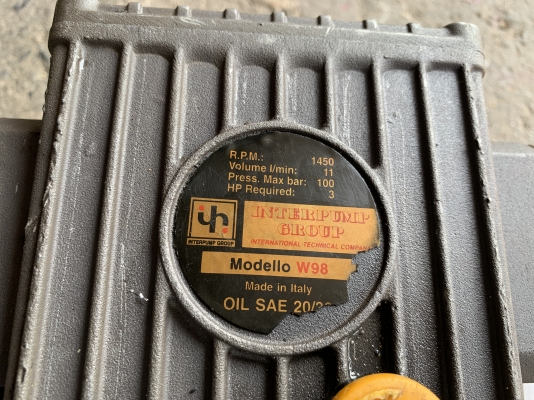 R.P.M.: 1450
Volume l/min: 11
Press. Max bar: 100
HP Required: 3
INTERPUMP GROUP
INTERPUMP
GROUP
INTERNATIONAL TECHNICAL COMPAN
Modello W98
Made in Italy
OIL SAE 20/